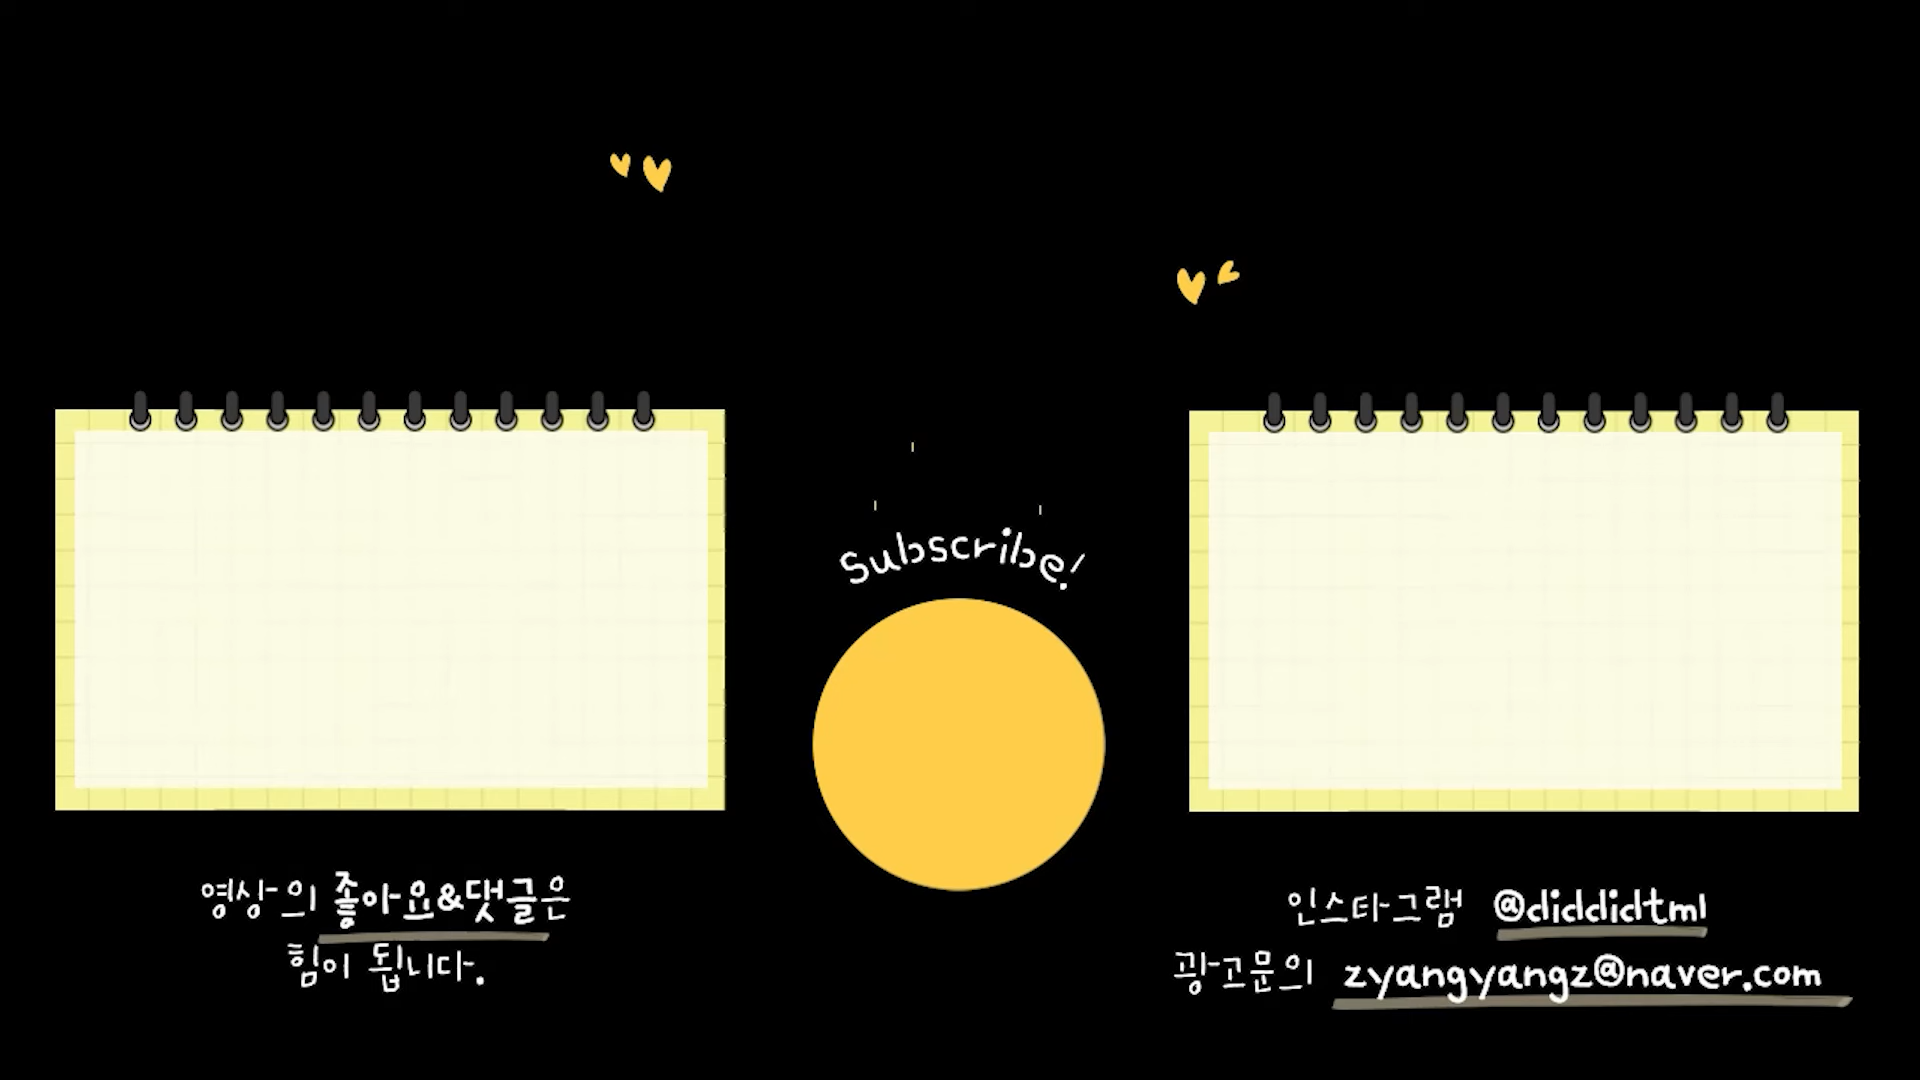 Subscribe!
영상의 좋아요&댓글은
힘이 됩니다.
인스타그램 @diddidtml
광고문의 zyangyangz@naver.com